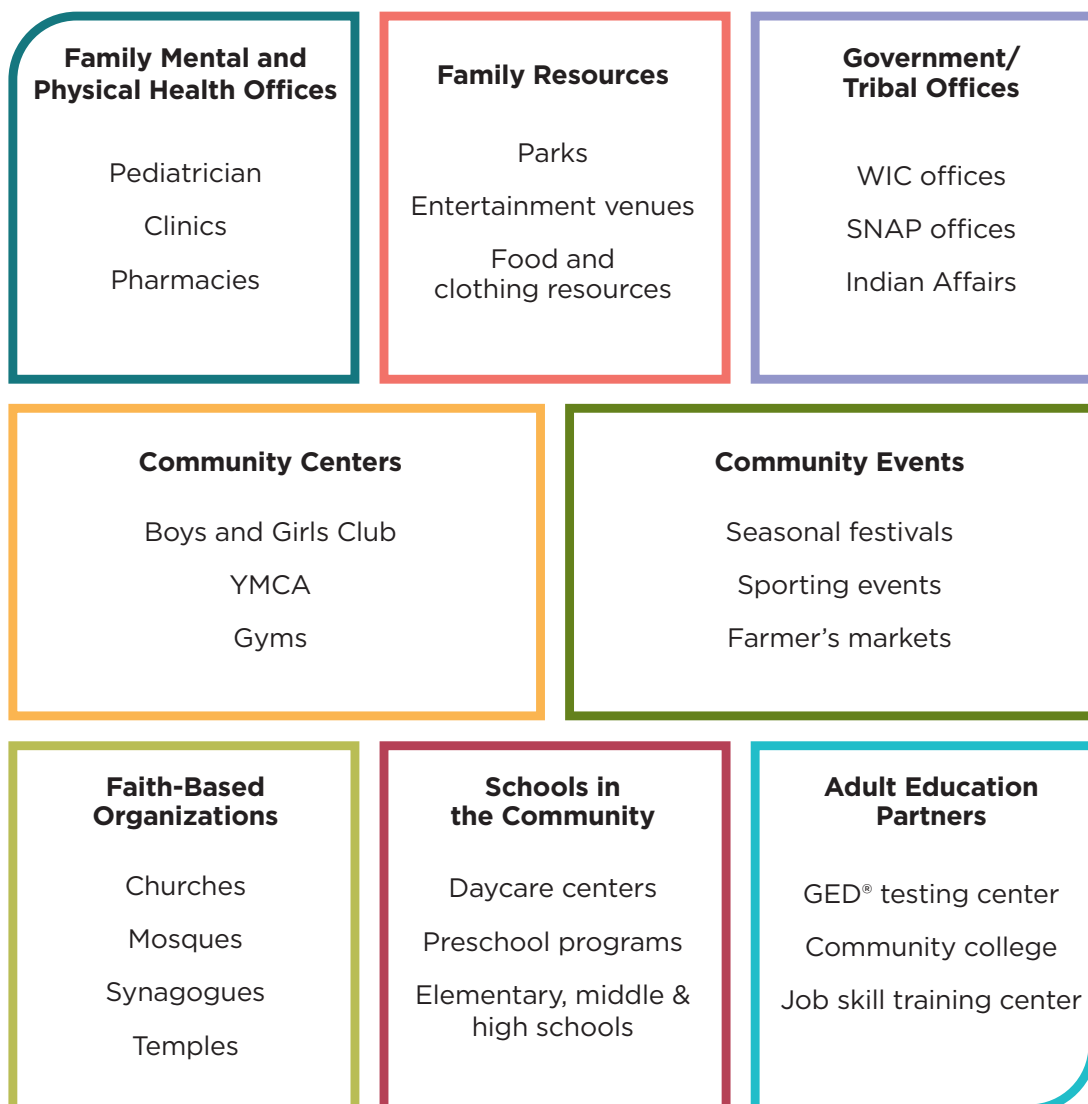 Family Mental and
Physical Health Offices
Pediatrician
Clinics
Pharmacies
Family Resources
Parks
Entertainment venues
Food and
clothing resources
Government/
Tribal Offices
WIC offices
SNAP offices
Indian Affairs
Community Centers
Boys and Girls Club
YMCA
Gyms
Community Events
Seasonal festivals
Sporting events
Farmer’s markets
Faith-Based
Organizations
Churches
Mosques
Synagogues
Temples
Schools in
the Community
Daycare centers
Preschool programs
Elementary, middle &
high schools
Adult Education
Partners
GED® testing center
Community college
Job skill training center